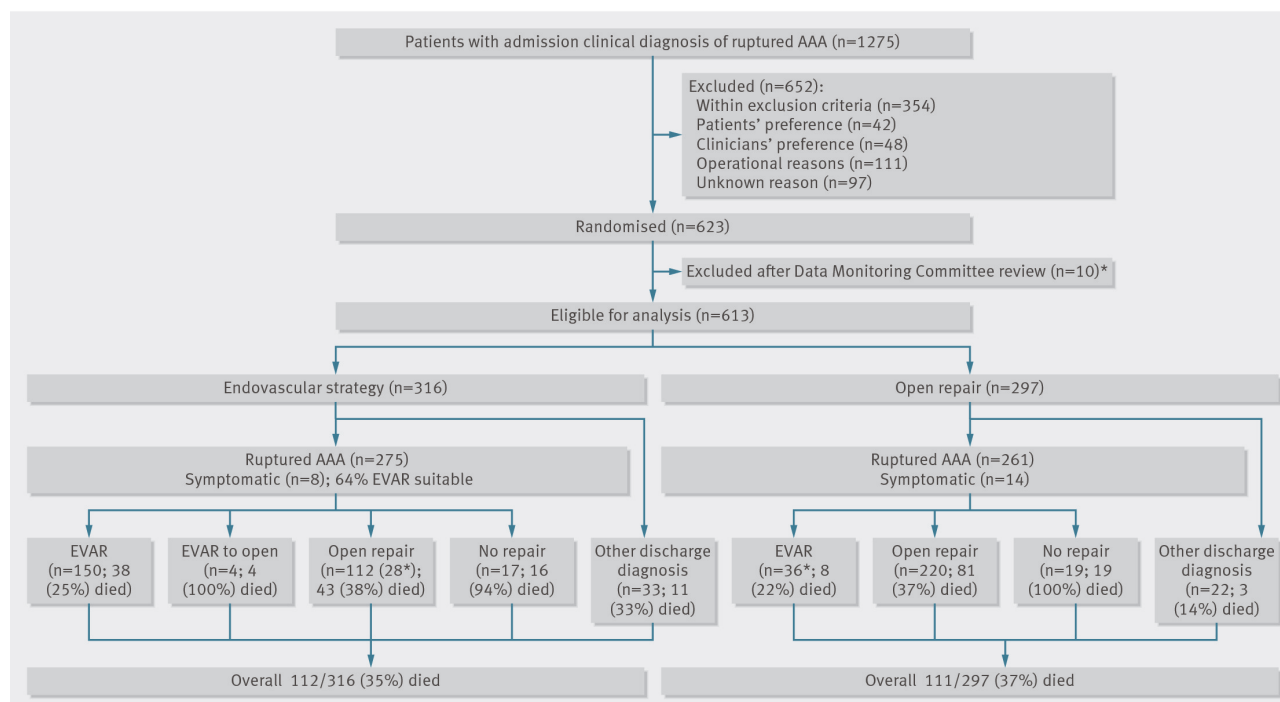 Patients with admission clinical diagnosis of ruptured AAA (n=1275)
Excluded (n=652):
Within exclusion criteria (n=354)
Patients’ preference (n=42)
Clinicians’ preference (n=48)
Operational reasons (n=111)
Unknown reason (n=97)
Randomised (n=623)
Excluded after Data Monitoring Committee review (n=10)*
Eligible for analysis (n=613)
Endovascular strategy (n=316)
Open repair (n=297)
Ruptured AAA (n=275)
Symptomatic (n=8); 64% EVAR suitable
Ruptured AAA (n=261)
Symptomatic (n=14)
EVAR
(n=150; 38
(25%) died)
EVAR to open
(n=4; 4
(100%) died)
Open repair
(n=112 (28*);
43 (38%) died)
No repair
(n=17; 16
(94%) died)
Other discharge
diagnosis
(n=33; 11
(33%) died)
EVAR
(n=36*; 8
(22%) died)
Open repair
(n=220; 81
(37%) died)
No repair
(n=19; 19
(100%) died)
Other discharge
diagnosis
(n=22; 3
(14%) died)
Overall 112/316 (35%) died
Overall 111/297 (37%) died